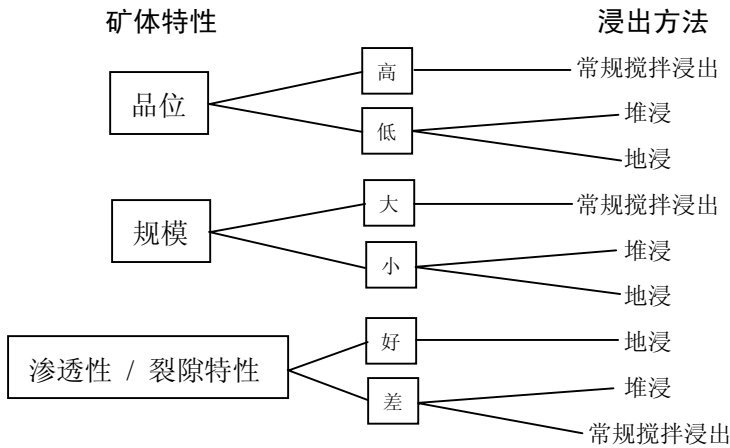 矿体特性
浸出方法
品位
高
常规搅拌浸出
低
堆浸
地浸
规模
大
常规搅拌浸出
小
堆浸
地浸
渗透性 / 裂隙特性
好
地浸
差
堆浸
常规搅拌浸出